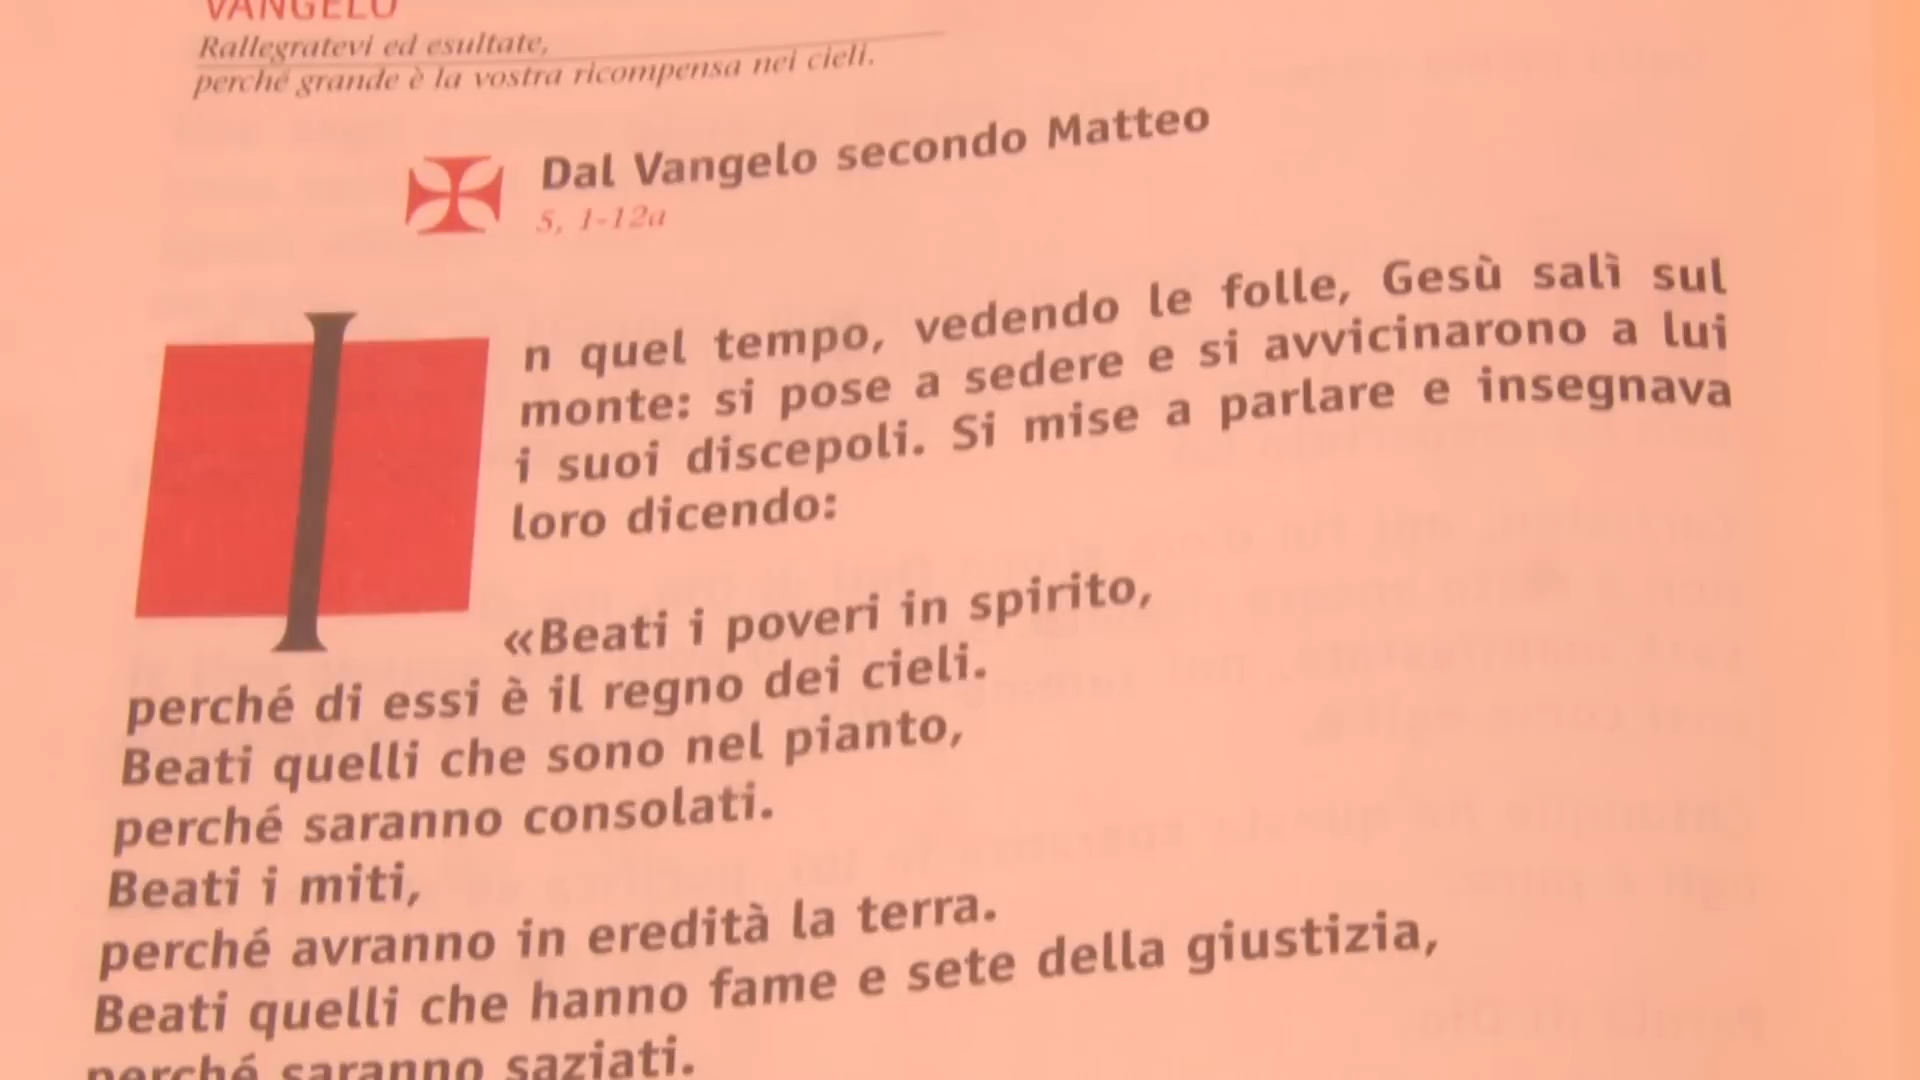 VANGELO
Rallegratevi ed esultate,
perché grande è la vostra ricompensa nei cieli.
Dal Vangelo secondo Matteo
5, 1-12a
In quel tempo, vedendo le folle, Gesù salì sul
monte: si pose a sedere e si avvicinarono a lui
i suoi discepoli. Si mise a parlare e insegnava
loro dicendo:
«Beati i poveri in spirito,
perché di essi è il regno dei cieli.
Beati quelli che sono nel pianto,
perché saranno consolati.
Beati i miti,
perché avranno in eredità la terra.
Beati quelli che hanno fame e sete della giustizia,
perché saranno saziati.